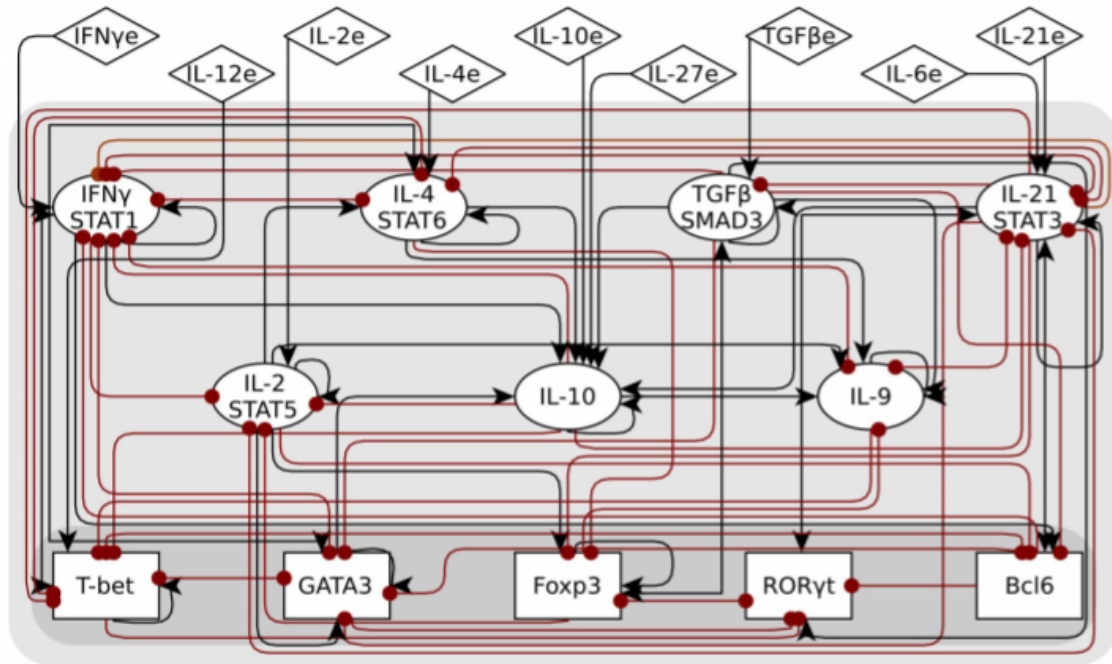 IFNγe
IL-2e
IL-10e
TGFβe
IL-21e
IL-12e
IL-4e
IL-27e
IL-6e
IFNγ
STAT1
IL-4
STAT6
TGFβ
SMAD3
IL-21
STAT3
IL-2
STAT5
IL-10
IL-9
T-bet
GATA3
Foxp3
RORγt
Bcl6